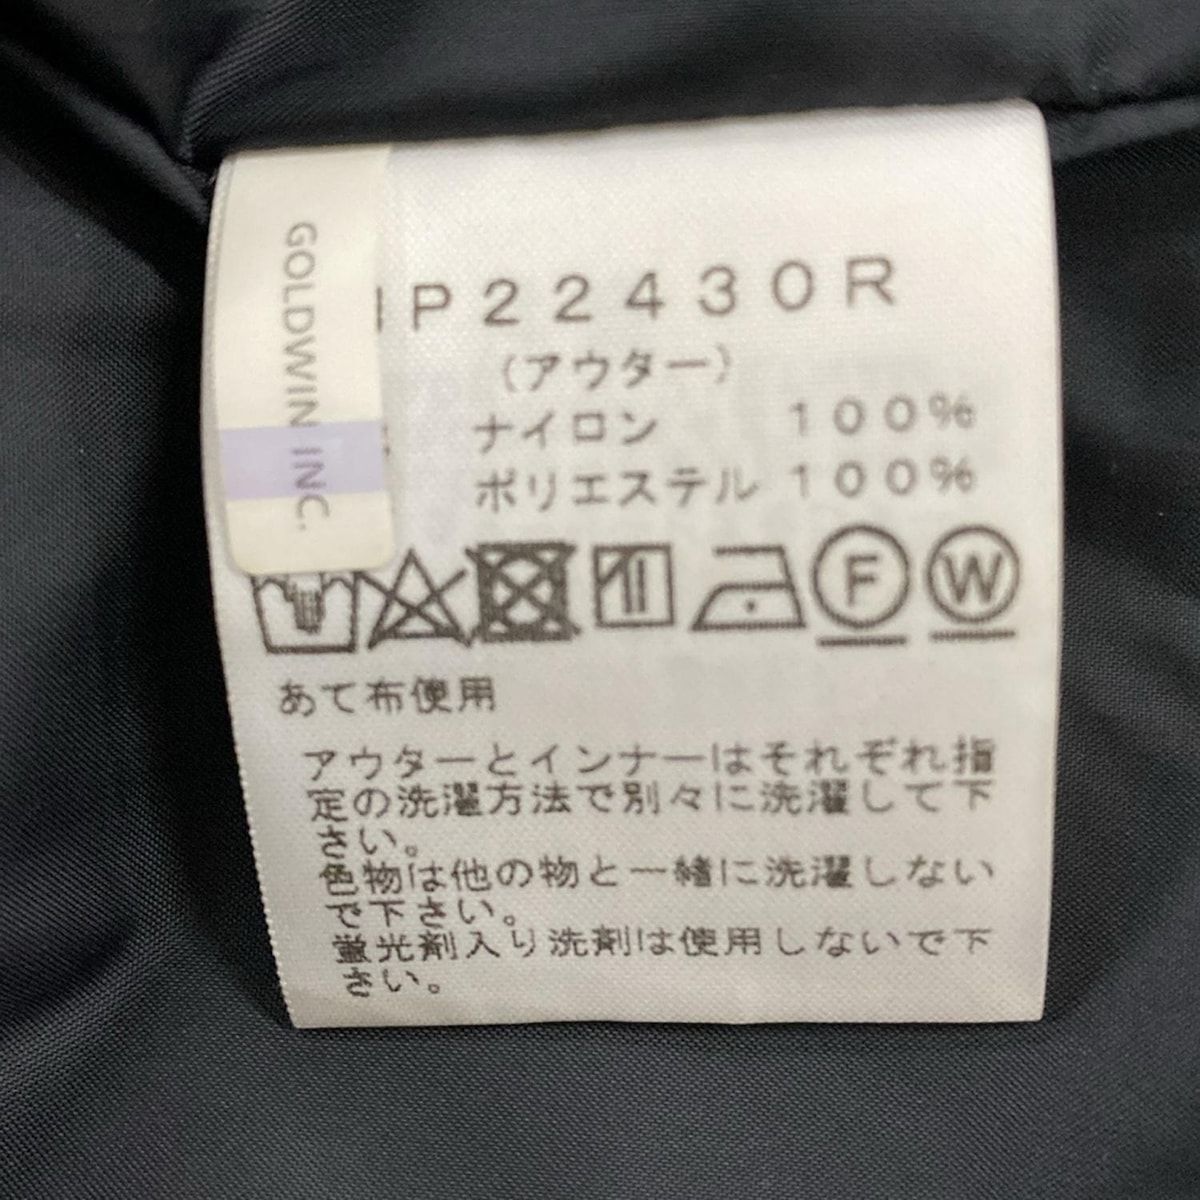 GOLDWIN INC.
P22430R
(アウター)
ナイロン 100%
ポリエステル 100%
F W
あて布使用
アウターとインナーはそれぞれ指
定の洗濯方法で別々に洗濯して下
さい。
色物は他の物と一緒に洗濯しない
で下さい。
蛍光剤入り洗剤は使用しないで下
さい。